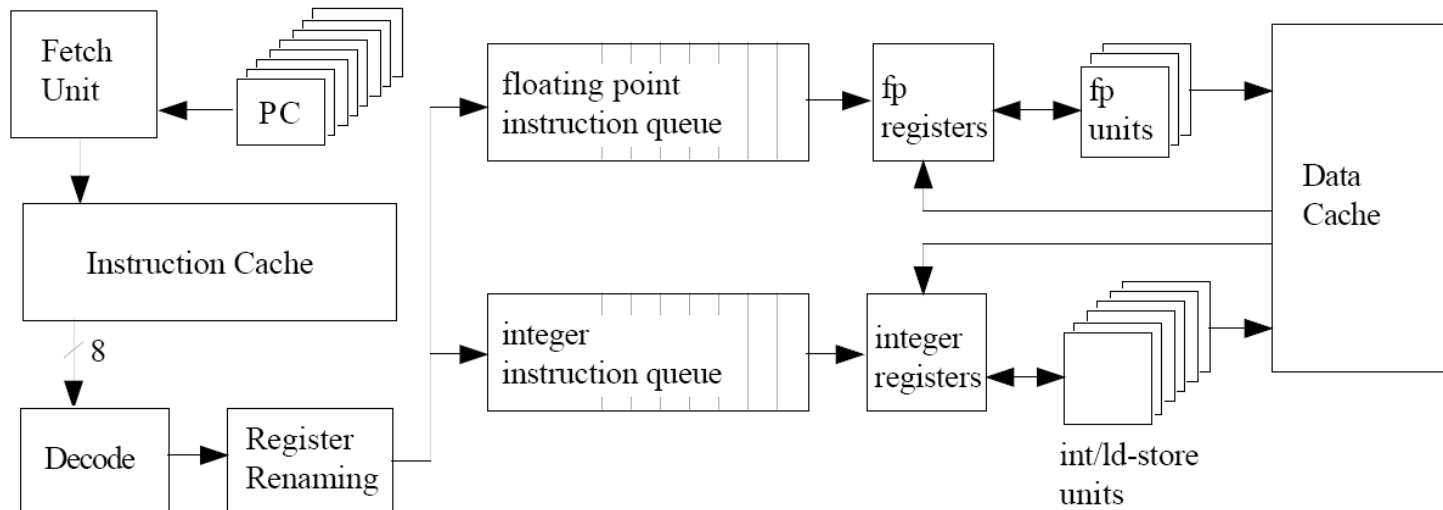 Fetch
Unit
PC
Instruction Cache
8
Decode
Register
Renaming
floating point
instruction queue
integer
instruction queue
fp
registers
fp
units
integer
registers
int/ld-store
units
Data
Cache